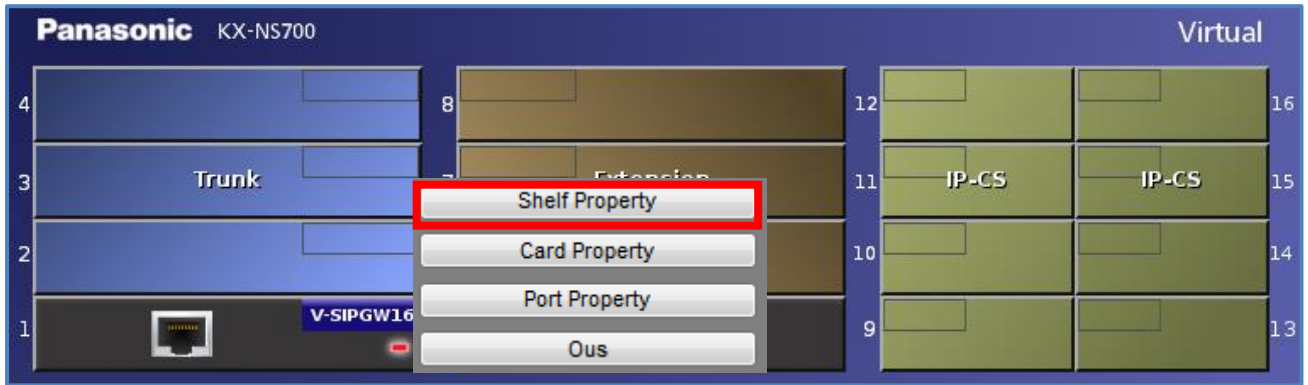 Panasonic KX-NS700 Virtual
4 8 12 16
3 Trunk Extension 11 IP-CS IP-CS 15
Shelf Property
2 Card Property 10 14
Port Property
1 V-SIPGW16 9 13
Ous